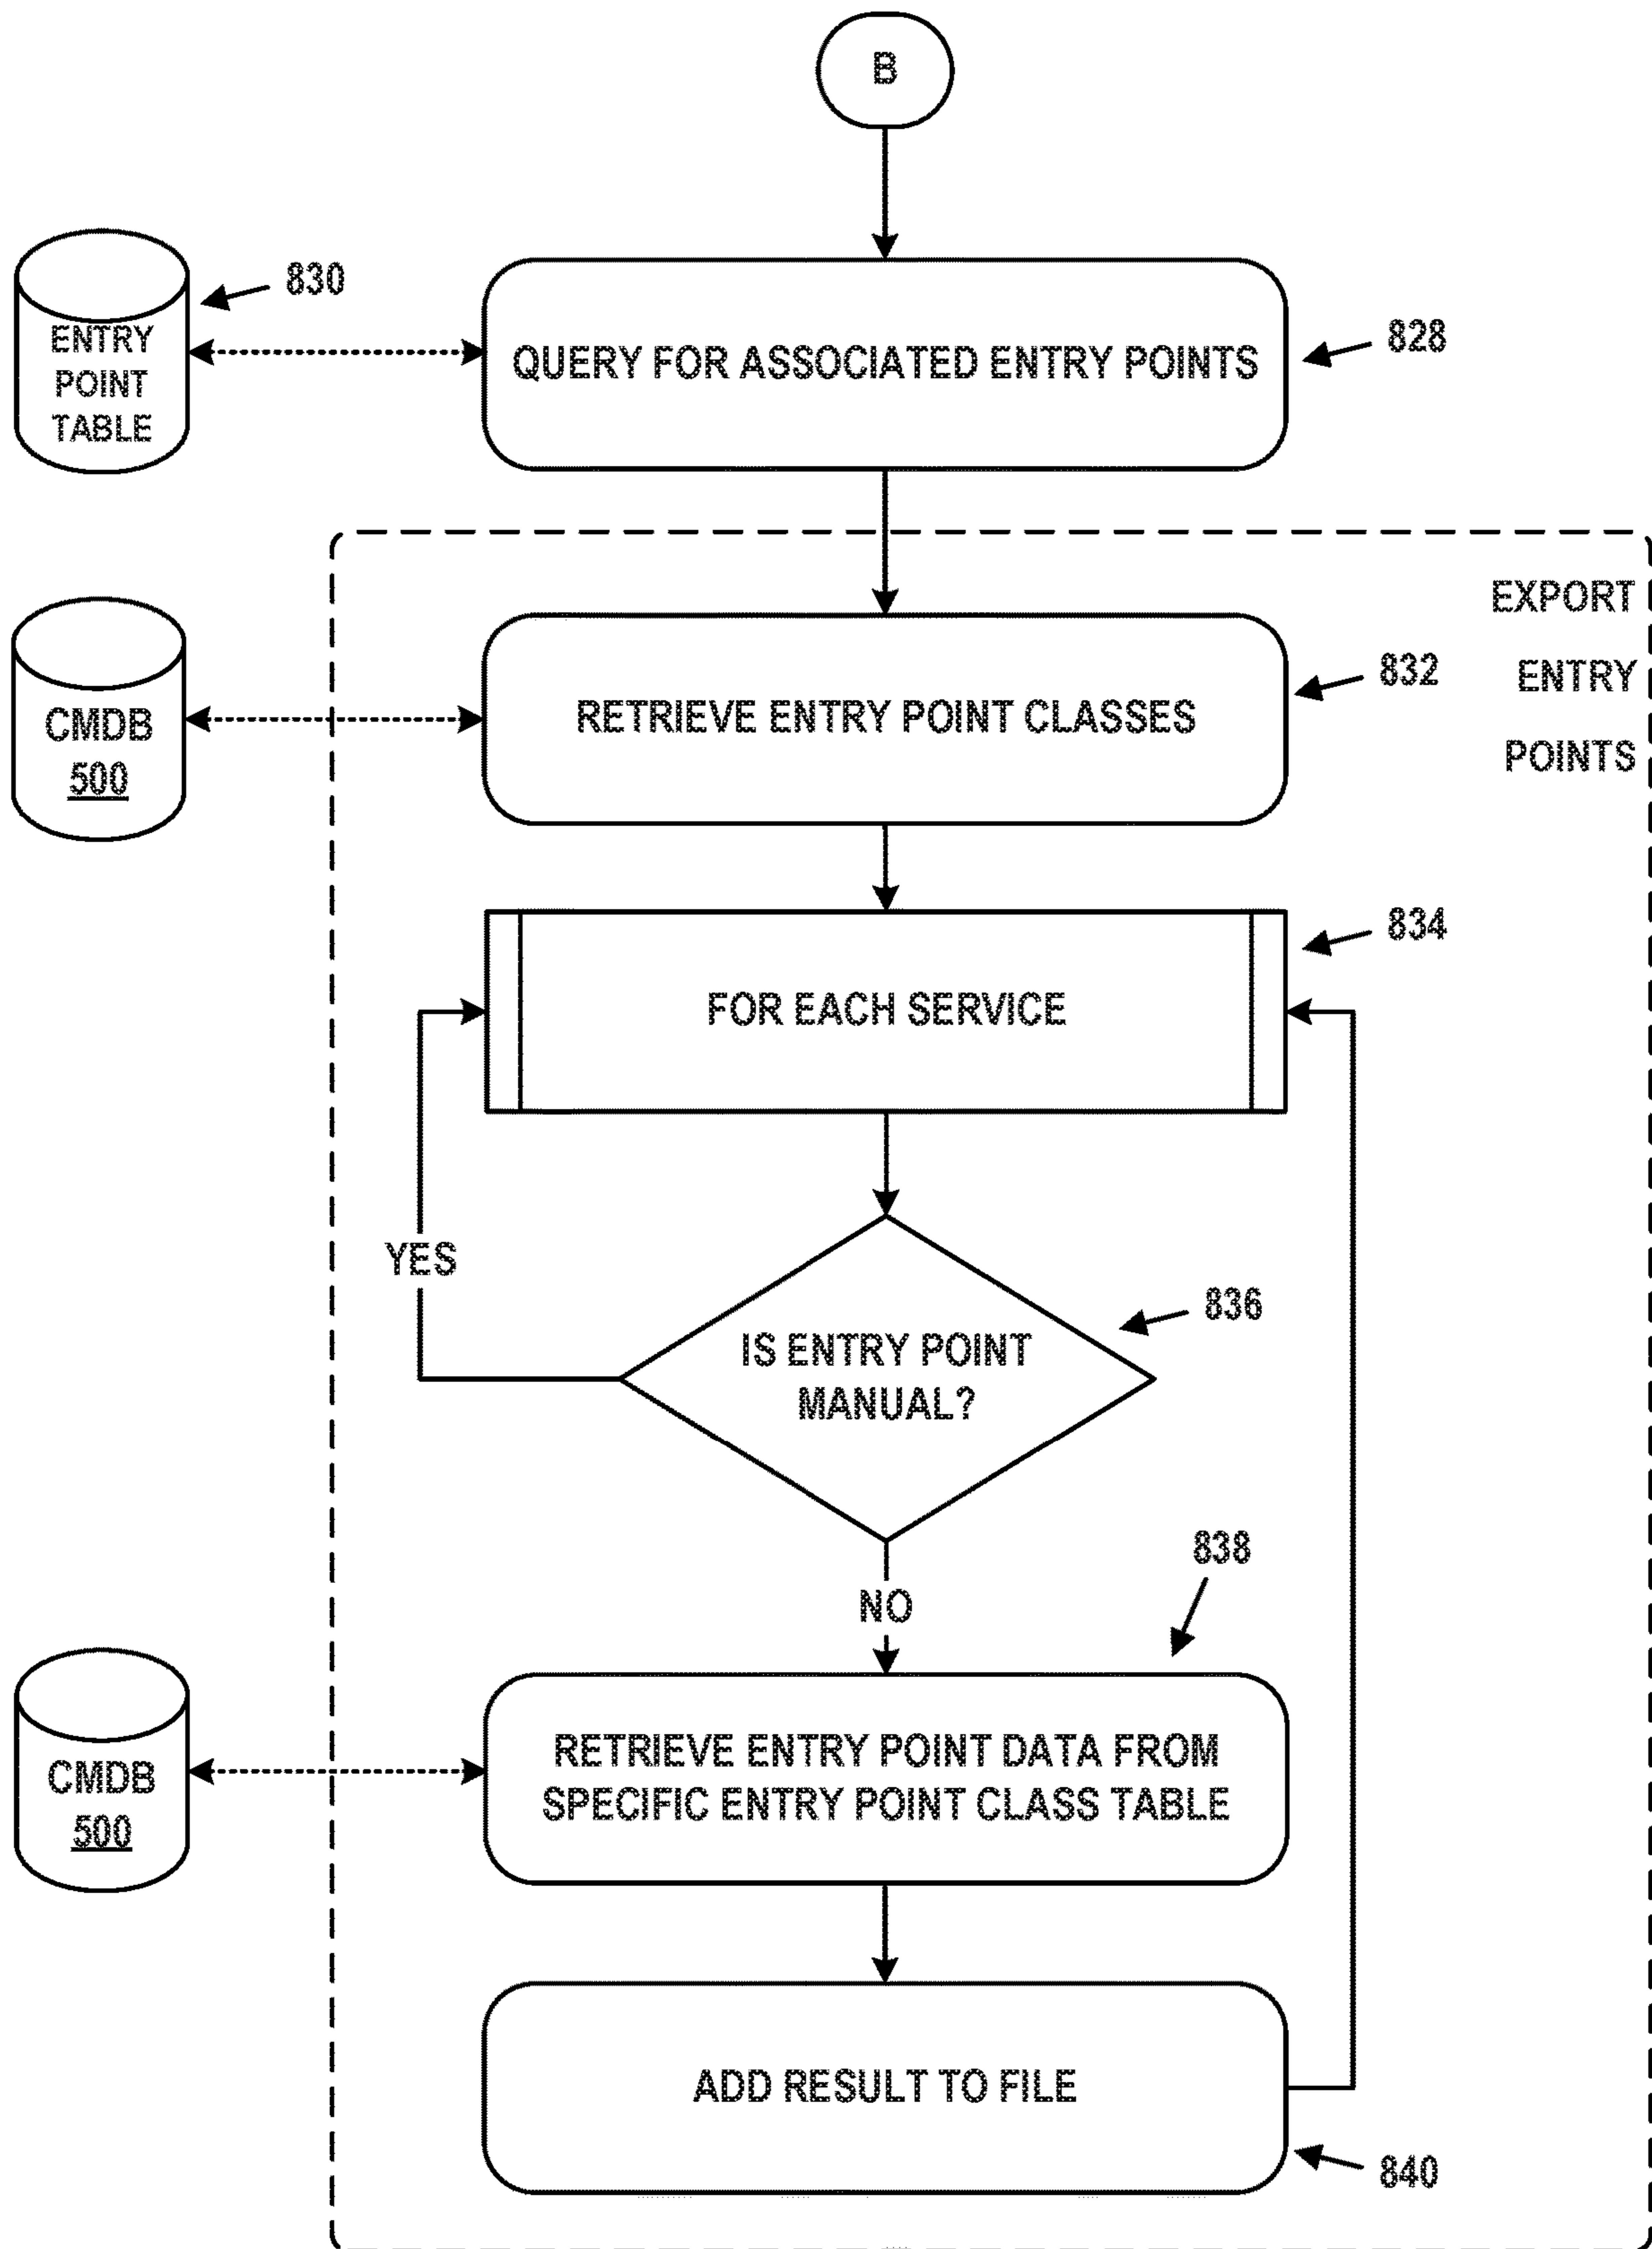 B
830
ENTRY
POINT
TABLE
QUERY FOR ASSOCIATED ENTRY POINTS
828
EXPORT
ENTRY
POINTS
CMDB
500
RETRIEVE ENTRY POINT CLASSES
832
834
FOR EACH SERVICE
YES
836
IS ENTRY POINT
MANUAL?
838
NO
CMDB
500
RETRIEVE ENTRY POINT DATA FROM
SPECIFIC ENTRY POINT CLASS TABLE
ADD RESULT TO FILE
840